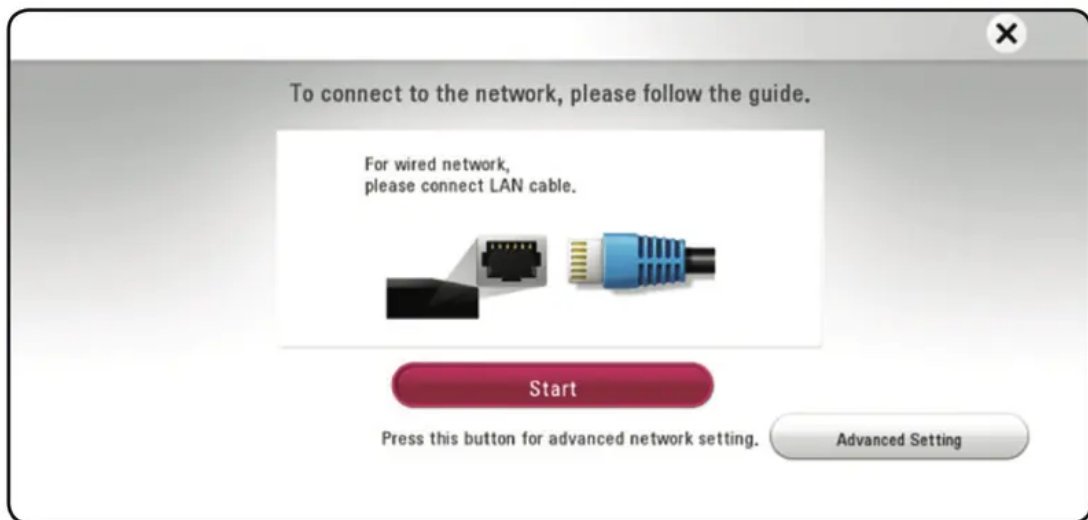 To connect to the network, please follow the guide.
For wired network,
please connect LAN cable.
Start
Press this button for advanced network setting.
Advanced Setting